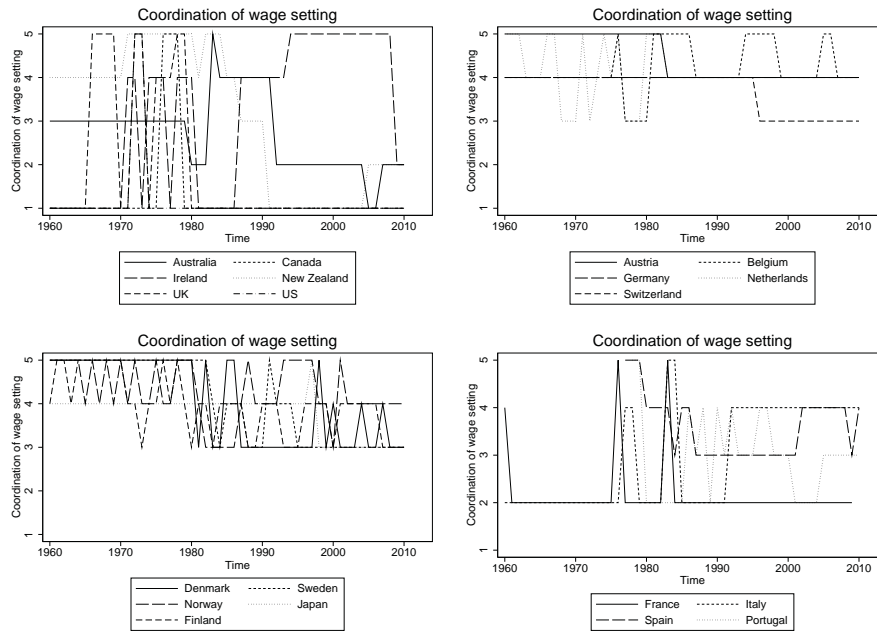 Coordination of wage setting
Coordination of wage setting
5
4
3
2
1
1960 1970 1980 1990 2000 2010
Time
Australia Canada
Ireland New Zealand
UK US
Coordination of wage setting
Coordination of wage setting
5
4
3
2
1
1960 1970 1980 1990 2000 2010
Time
Austria Belgium
Germany Netherlands
Switzerland
Coordination of wage setting
Coordination of wage setting
5
4
3
2
1
1960 1970 1980 1990 2000 2010
Time
Denmark Sweden
Norway Japan
Finland
Coordination of wage setting
Coordination of wage setting
5
4
3
2
1
1960 1970 1980 1990 2000 2010
Time
France Italy
Spain Portugal